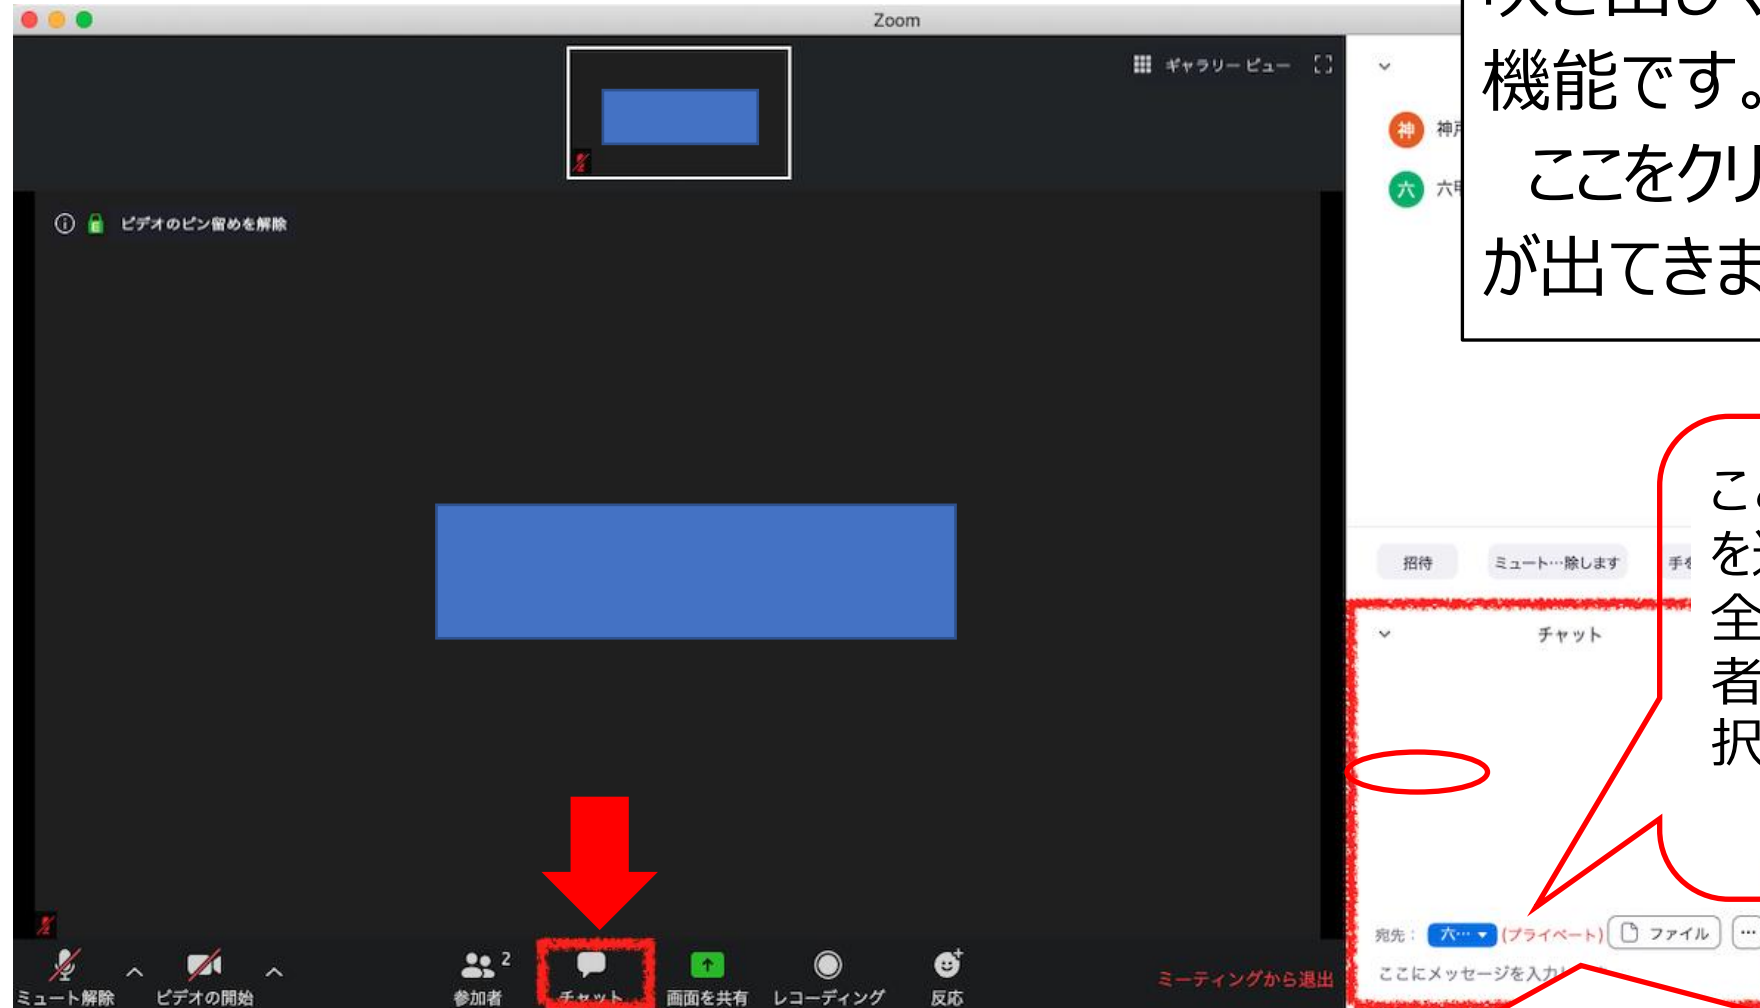 Zoom
ギャラリー ビュー
機能です。
ここをクリ
が出てきま
神
六
ビデオのピン留めを解除
招待
ミュート…除します
を
全
者
択
チャット
宛先：
六…
(プライベート)
ファイル
…
ここにメッセージを入力
ミュート解除
ビデオの開始
2
参加者
チャット
画面を共有
レコーディング
反応
ミーティングから退出